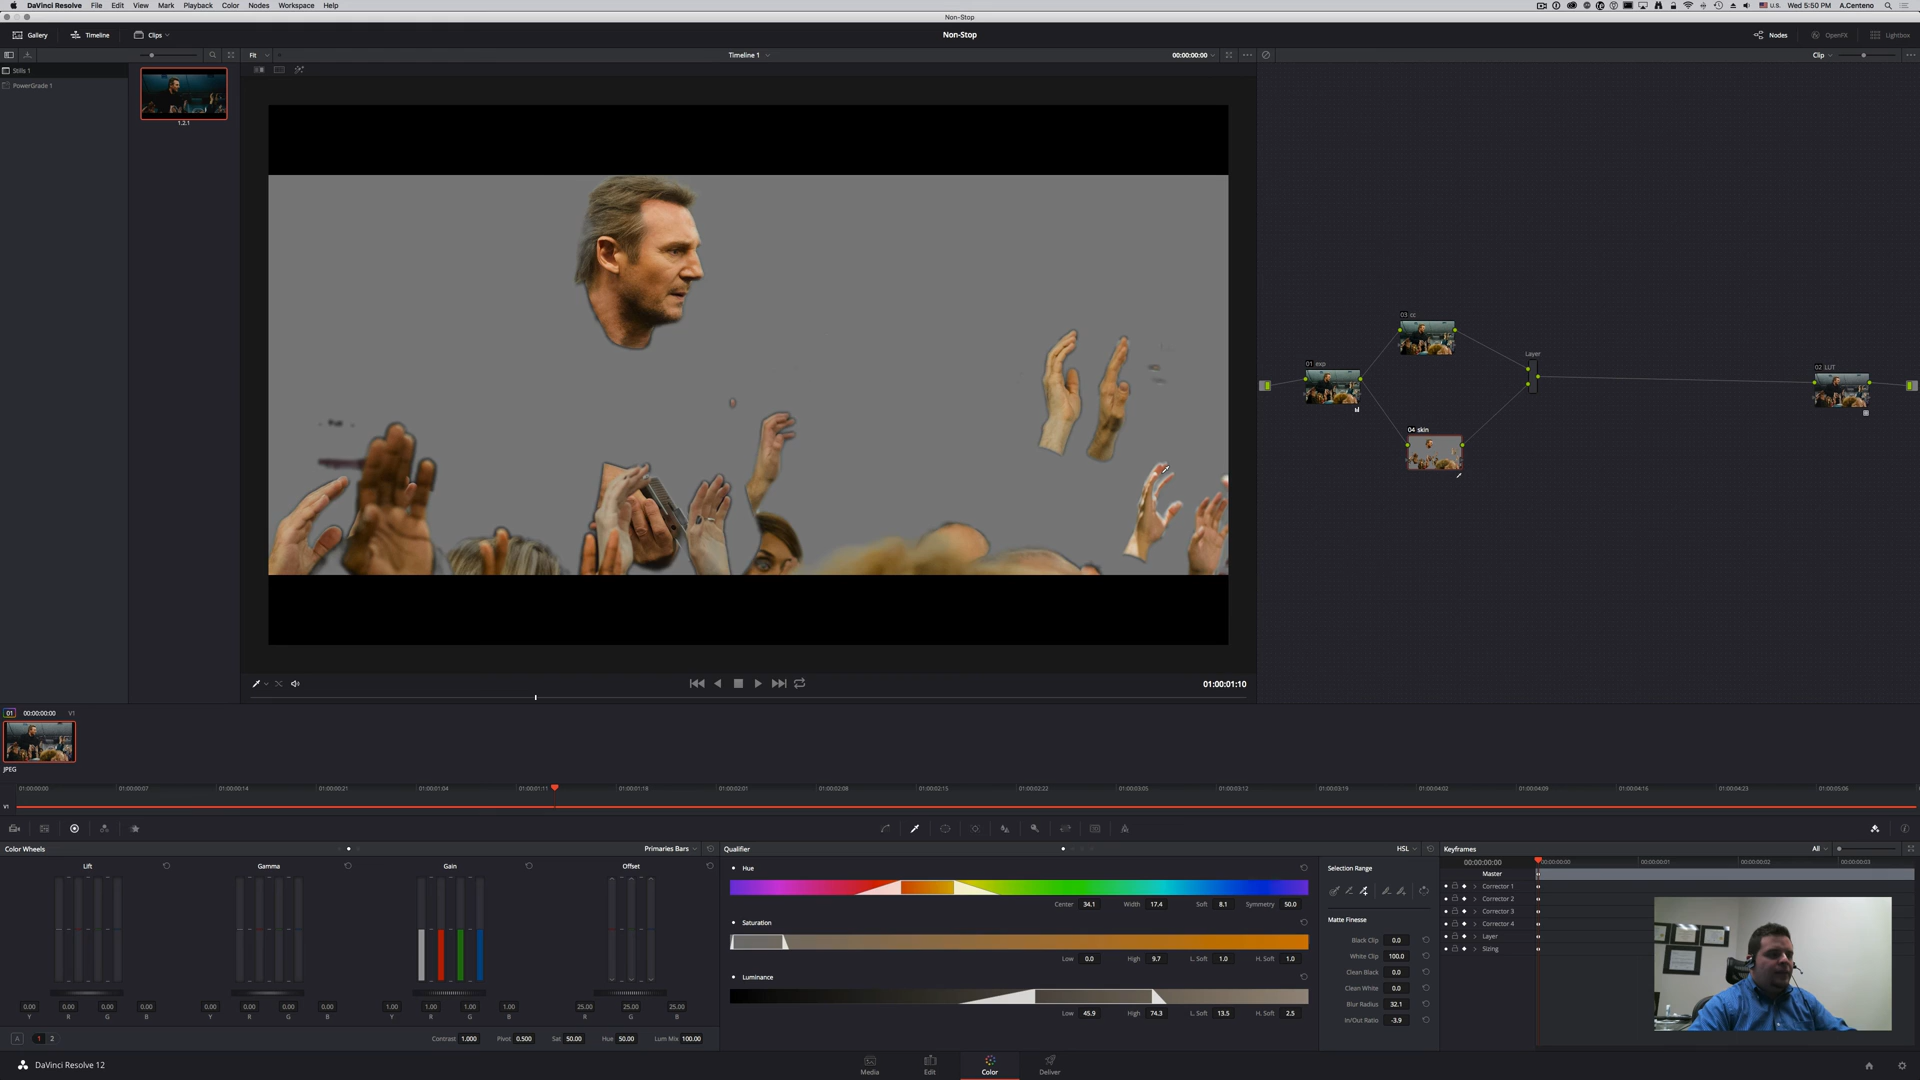 DaVinci Resolve File Edit View Mark Playback Color Nodes Workspace Help U.S. Wed 5:50 PM A.Centeno
Non-Stop
Gallery Timeline Clips Non-Stop Nodes OpenFX Lightbox
Fit Timeline 1 00:00:00:00 Clip
Stills 1
PowerGrade 1
1.2.1
03 cc
Layer
01 exp
02 LUT
04 skin
01:00:01:10
01 00:00:00:00 V1
JPEG
01:00:00:00 01:00:00:07 01:00:00:14 01:00:00:21 01:00:01:04 01:00:01:11 01:00:01:18 01:00:02:01 01:00:02:08 01:00:02:15 01:00:02:22 01:00:03:05 01:00:03:12 01:00:03:19 01:00:04:02 01:00:04:09 01:00:04:16 01:00:04:23 01:00:05:06
V1
Color Wheels Primaries Bars Qualifier HSL Keyframes All
Lift Gamma Gain Offset
Hue
Center 34.1 Width 17.4 Soft 8.1 Symmetry 50.0
Saturation
Low 0.0 High 9.7 L. Soft 1.0 H. Soft 1.0
Luminance
Low 45.9 High 74.3 L. Soft 13.5 H. Soft 2.5
Selection Range
Matte Finesse
Black Clip 0.0
White Clip 100.0
Clean Black 0.0
Clean White 0.0
Blur Radius 32.1
In/Out Ratio -3.9
00:00:00:00 00:00:00:00 00:00:00:01 00:00:00:02 00:00:00:03
Master
Corrector 1
Corrector 2
Corrector 3
Corrector 4
Layer
Sizing
0.00 0.00 0.00 0.00 0.00 0.00 0.00 0.00 1.00 1.00 1.00 1.00 25.00 25.00 25.00
Y R G B Y R G B Y R G B R G B
A 1 2 Contrast 1.000 Pivot 0.500 Sat 50.00 Hue 50.00 Lum Mix 100.00
DaVinci Resolve 12
Media Edit Color Deliver